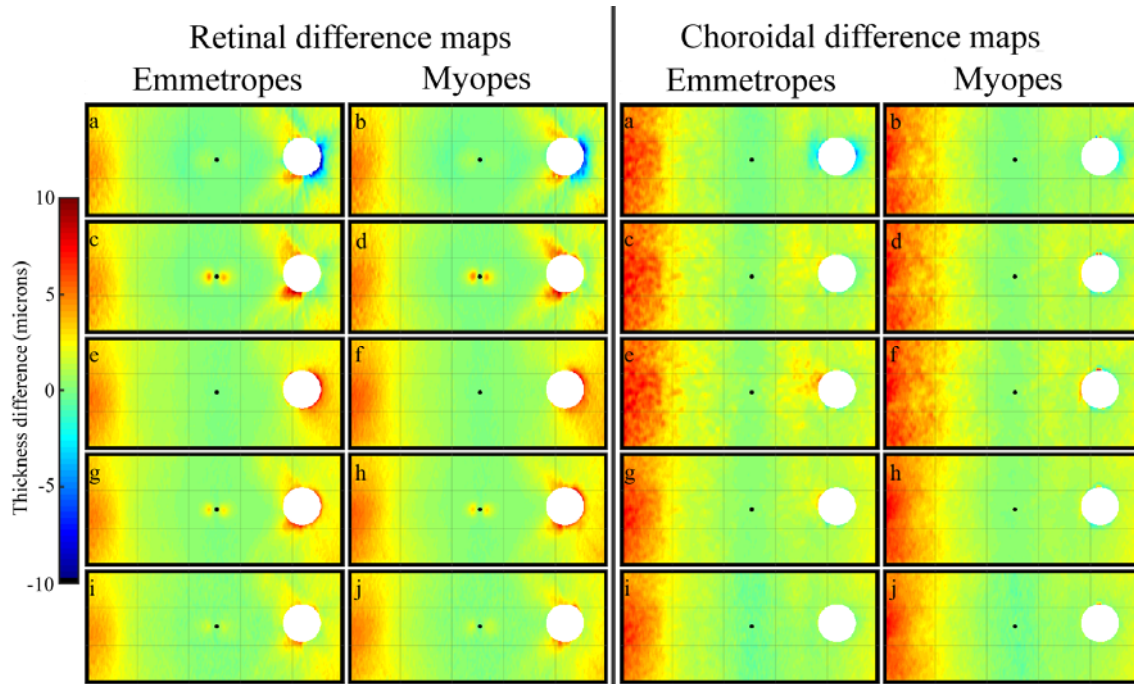 Retinal difference maps
Choroidal difference maps
Emmetropes
Myopes
Emmetropes
Myopes
a
b
a
b
c
d
c
d
e
f
e
f
g
h
g
h
i
j
i
j
10
5
0
-5
-10
Thickness difference (microns)